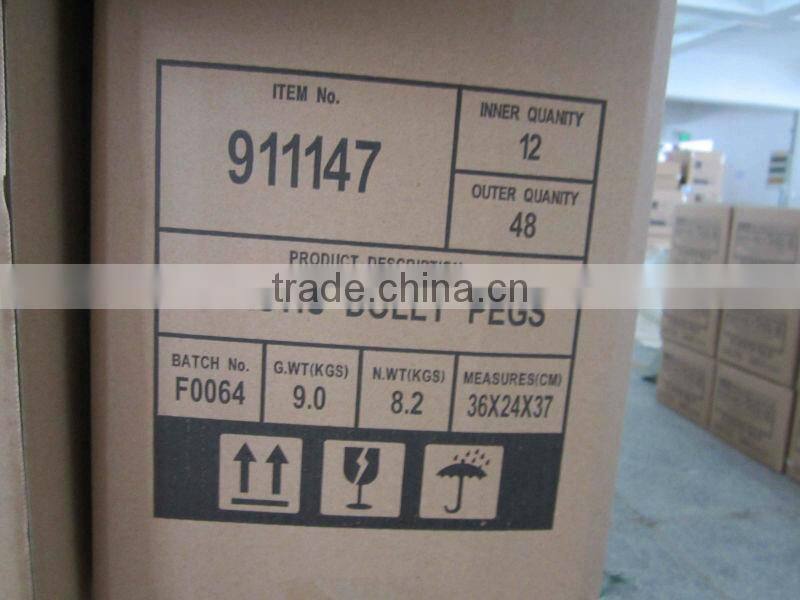 ITEM No.
911147
INNER QUANITY
12
OUTER QUANITY
48
PRODUCT DESCRIPTION
DOLLY PEGS
trade.china.cn
BATCH No.
F0064
G.WT(KGS)
9.0
N.WT(KGS)
8.2
MEASURES(CM)
36X24X37